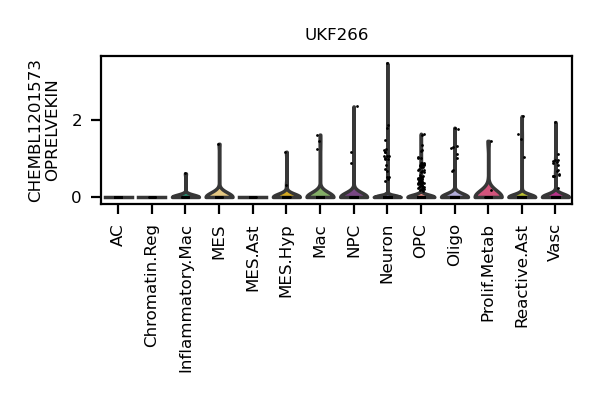 UKF266
CHEMBL1201573
OPRELVEKIN
2
0
AC
Chromatin.Reg
Inflammatory.Mac
MES
MES.Ast
MES.Hyp
Mac
NPC
Neuron
OPC
Oligo
Prolif.Metab
Reactive.Ast
Vasc